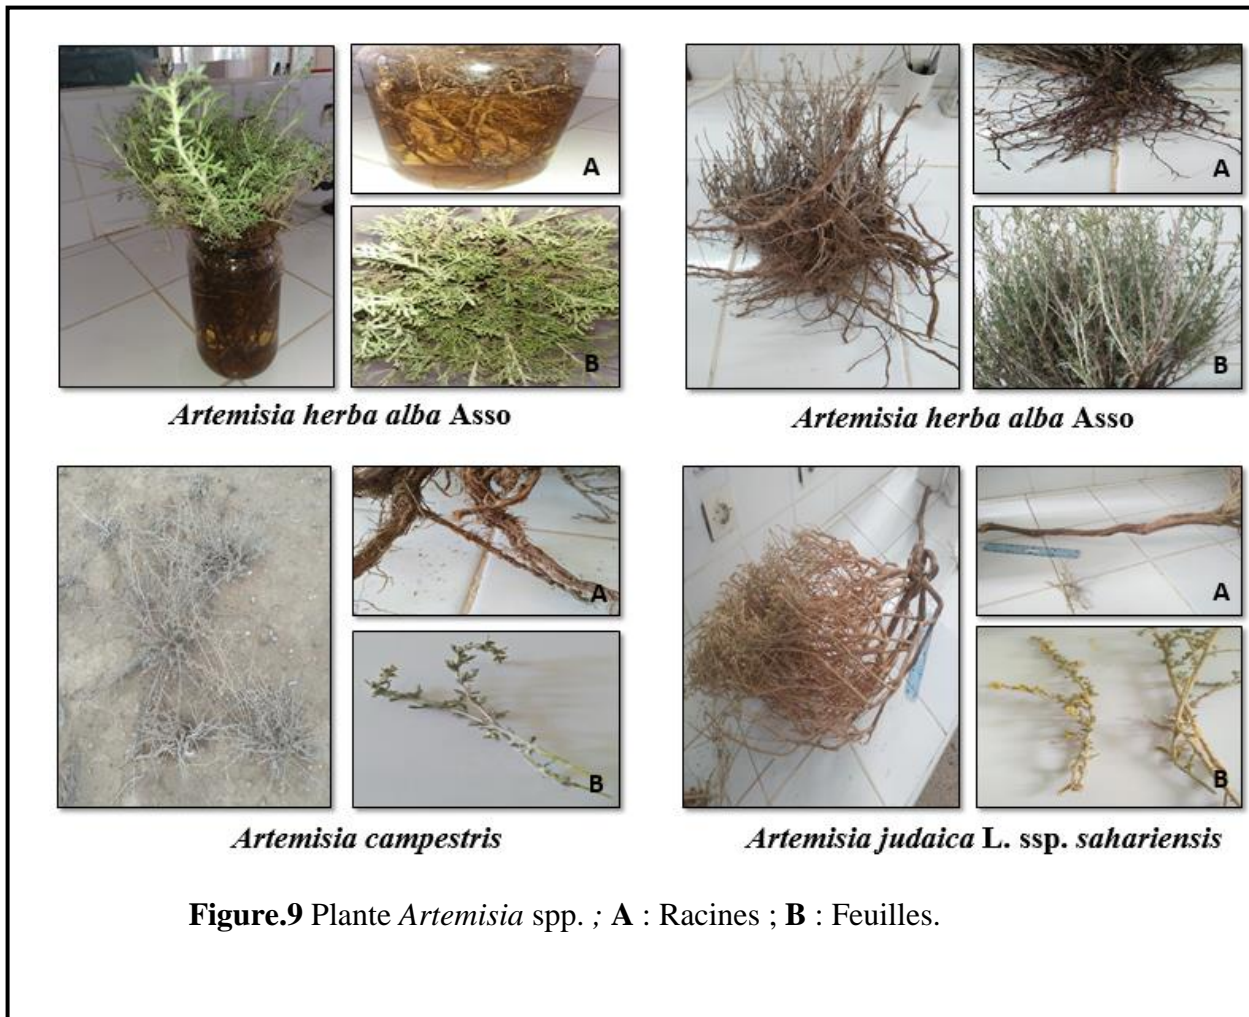 A
B
Artemisia herba alba Asso
A
B
Artemisia herba alba Asso
A
B
Artemisia campestris
A
B
Artemisia judaica L. ssp. sahariensis
Figure.9 Plante Artemisia spp. ; A : Racines ; B : Feuilles.